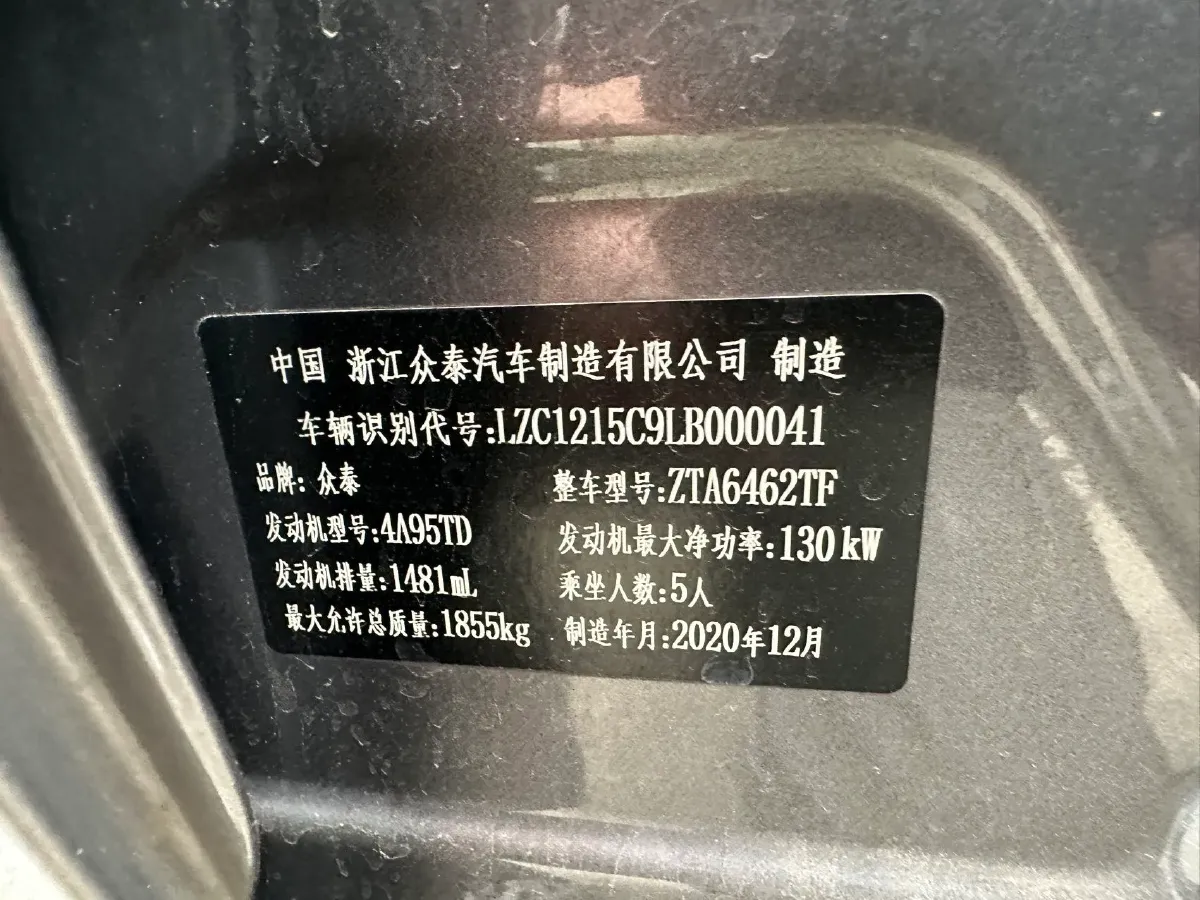 中国 浙江众泰汽车制造有限公司 制造
车辆识别代号:LZC1215C9LB000041
品牌: 众泰 整车型号:ZTA6462TF
发动机型号:4A95TD 发动机最大净功率:130kW
发动机排量:1481mL 乘坐人数:5人
最大允许总质量:1855kg 制造年月:2020年12月